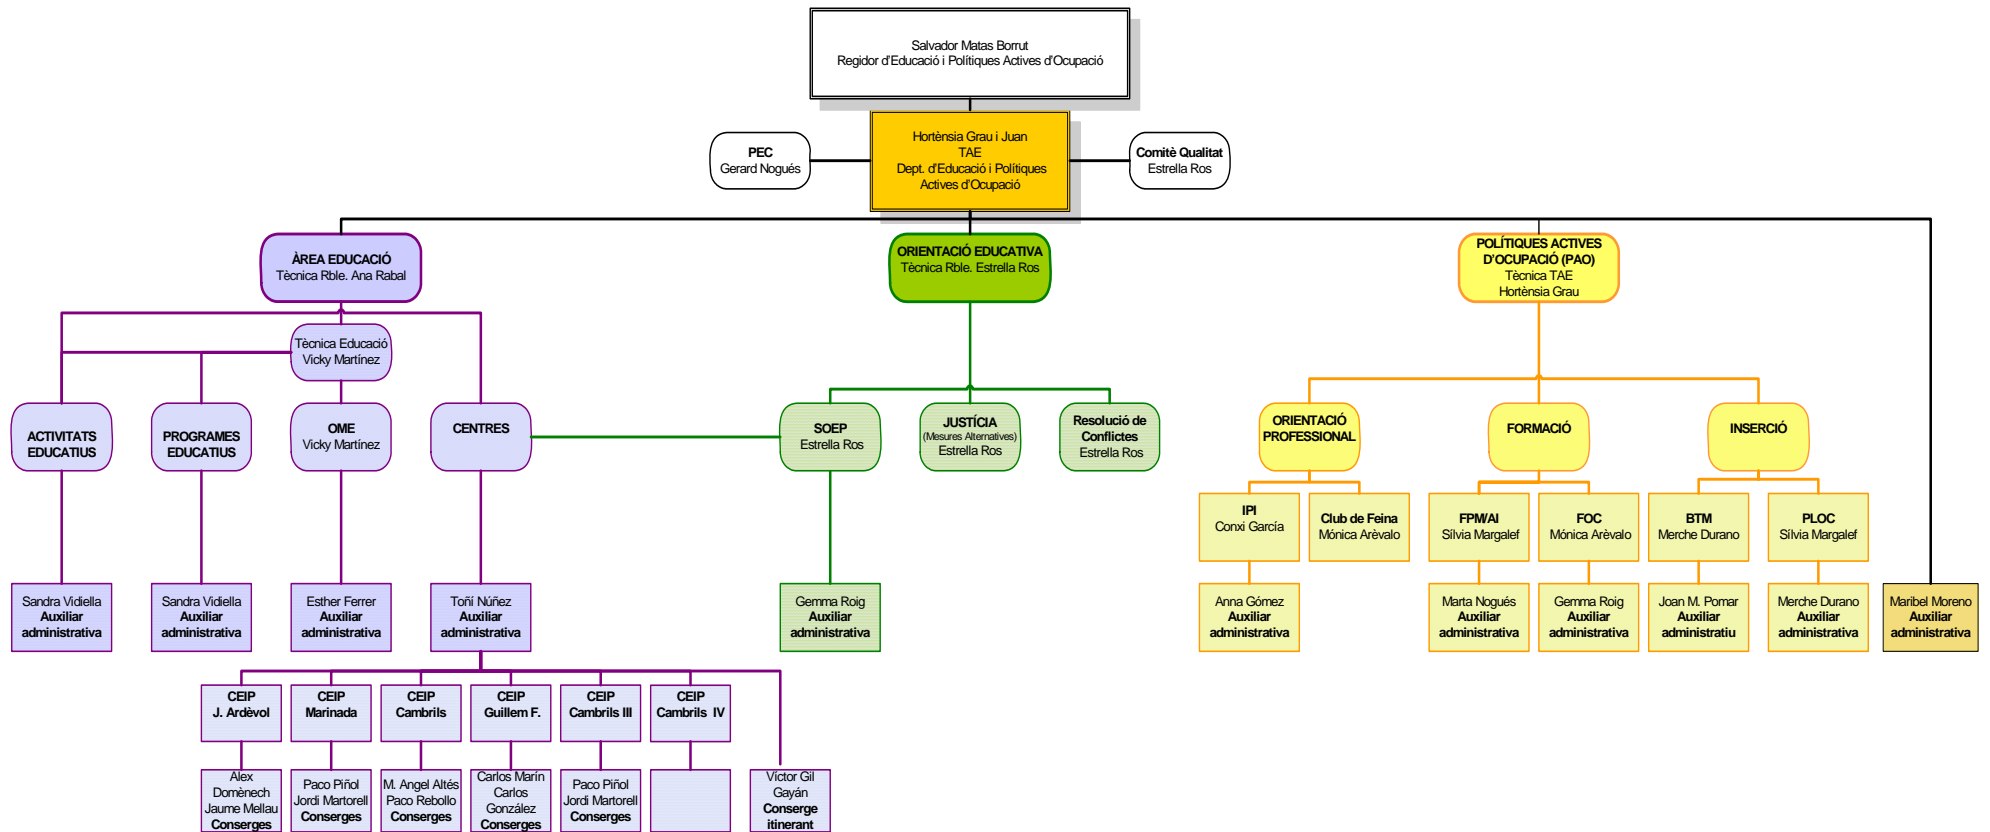 Salvador Matas Borrut
Regidor d'Educació i Polítiques Actives d'Ocupació
Hortènsia Grau i Juan
TAE
Dept. d'Educació i Polítiques
Actives d'Ocupació
PEC
Gerard Nogués
Comitè Qualitat
Estrella Ros
ÀREA EDUCACIÓ
Tècnica Rble. Ana Rabal
ORIENTACIÓ EDUCATIVA
Tècnica Rble. Estrella Ros
POLÍTIQUES ACTIVES
D'OCUPACIÓ (PAO)
Tècnica TAE
Hortènsia Grau
Tècnica Educació
Vicky Martínez
ACTIVITATS
EDUCATIUS
PROGRAMES
EDUCATIUS
OME
Vicky Martínez
CENTRES
SOEP
Estrella Ros
JUSTÍCIA
(Mesures Alternatives)
Estrella Ros
Resolució de
Conflictes
Estrella Ros
ORIENTACIÓ
PROFESSIONAL
FORMACIÓ
INSERCIÓ
IPI
Conxi García
Club de Feina
Mónica Arèvalo
FPM/AI
Sílvia Margalef
FOC
Mónica Arèvalo
BTM
Merche Durano
PLOC
Sílvia Margalef
Sandra Vidiella
Auxiliar
administrativa
Sandra Vidiella
Auxiliar
administrativa
Esther Ferrer
Auxiliar
administrativa
Toñí Núñez
Auxiliar
administrativa
Gemma Roig
Auxiliar
administrativa
Anna Gómez
Auxiliar
administrativa
Marta Nogués
Auxiliar
administrativa
Gemma Roig
Auxiliar
administrativa
Joan M. Pomar
Auxiliar
administratiu
Merche Durano
Auxiliar
administrativa
Maribel Moreno
Auxiliar
administrativa
CEIP
J. Ardèvol
CEIP
Marinada
CEIP
Cambrils
CEIP
Guillem F.
CEIP
Cambrils III
CEIP
Cambrils IV
Alex
Domènech
Jaume Mellau
Conserges
Paco Piñol
Jordi Martorell
Conserges
M. Angel Altés
Paco Rebollo
Conserges
Carlos Marín
Carlos
González
Conserges
Paco Piñol
Jordi Martorell
Conserges
Víctor Gil
Gayán
Conserge
itinerant